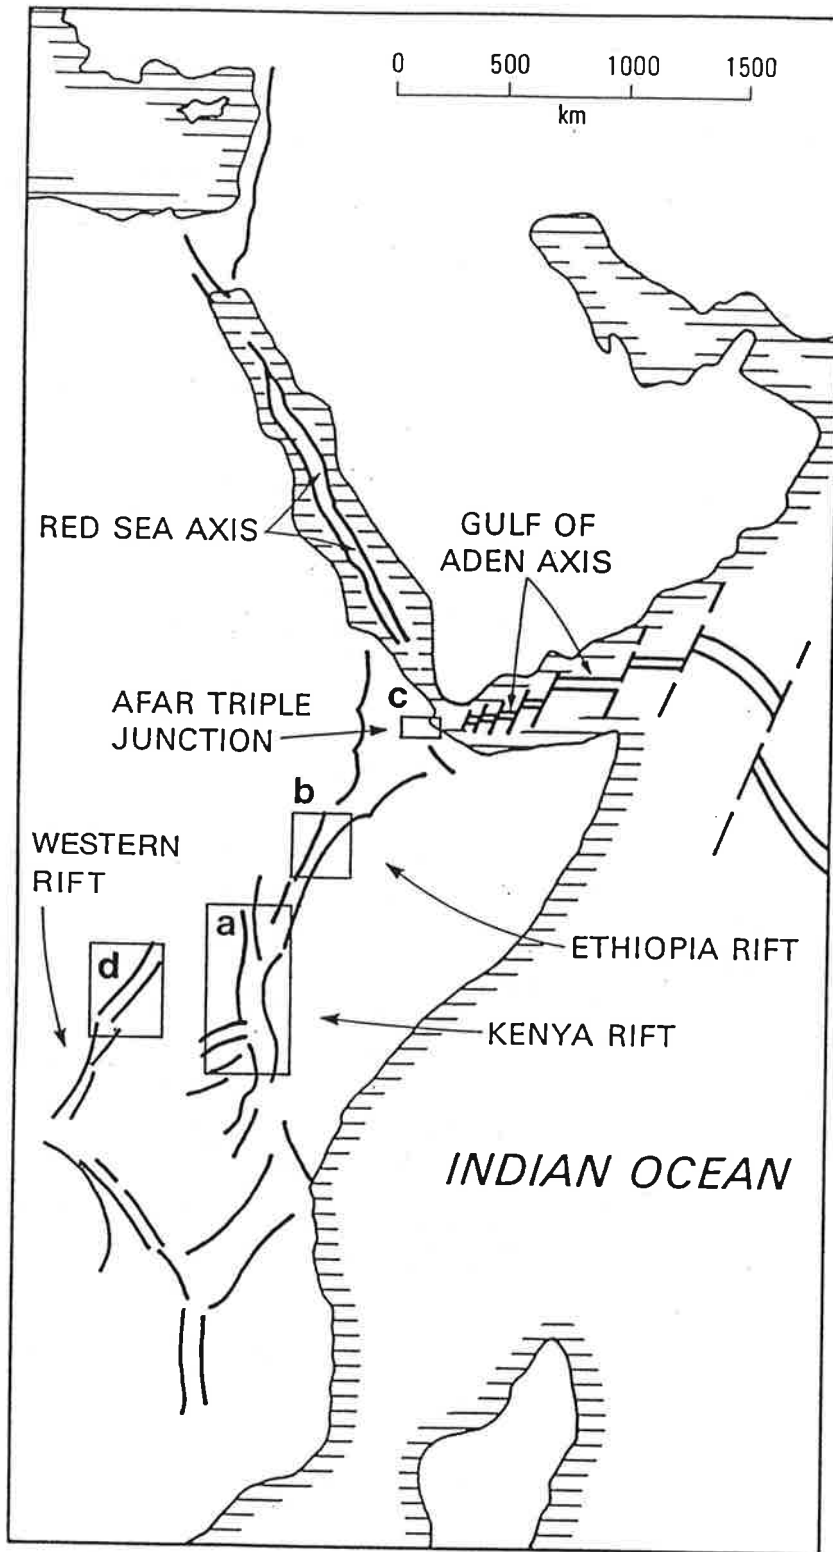 0 500 1000 1500
km
RED SEA AXIS
GULF OF
ADEN AXIS
AFAR TRIPLE
JUNCTION
c
b
WESTERN
RIFT
a
d
ETHIOPIA RIFT
KENYA RIFT
INDIAN OCEAN